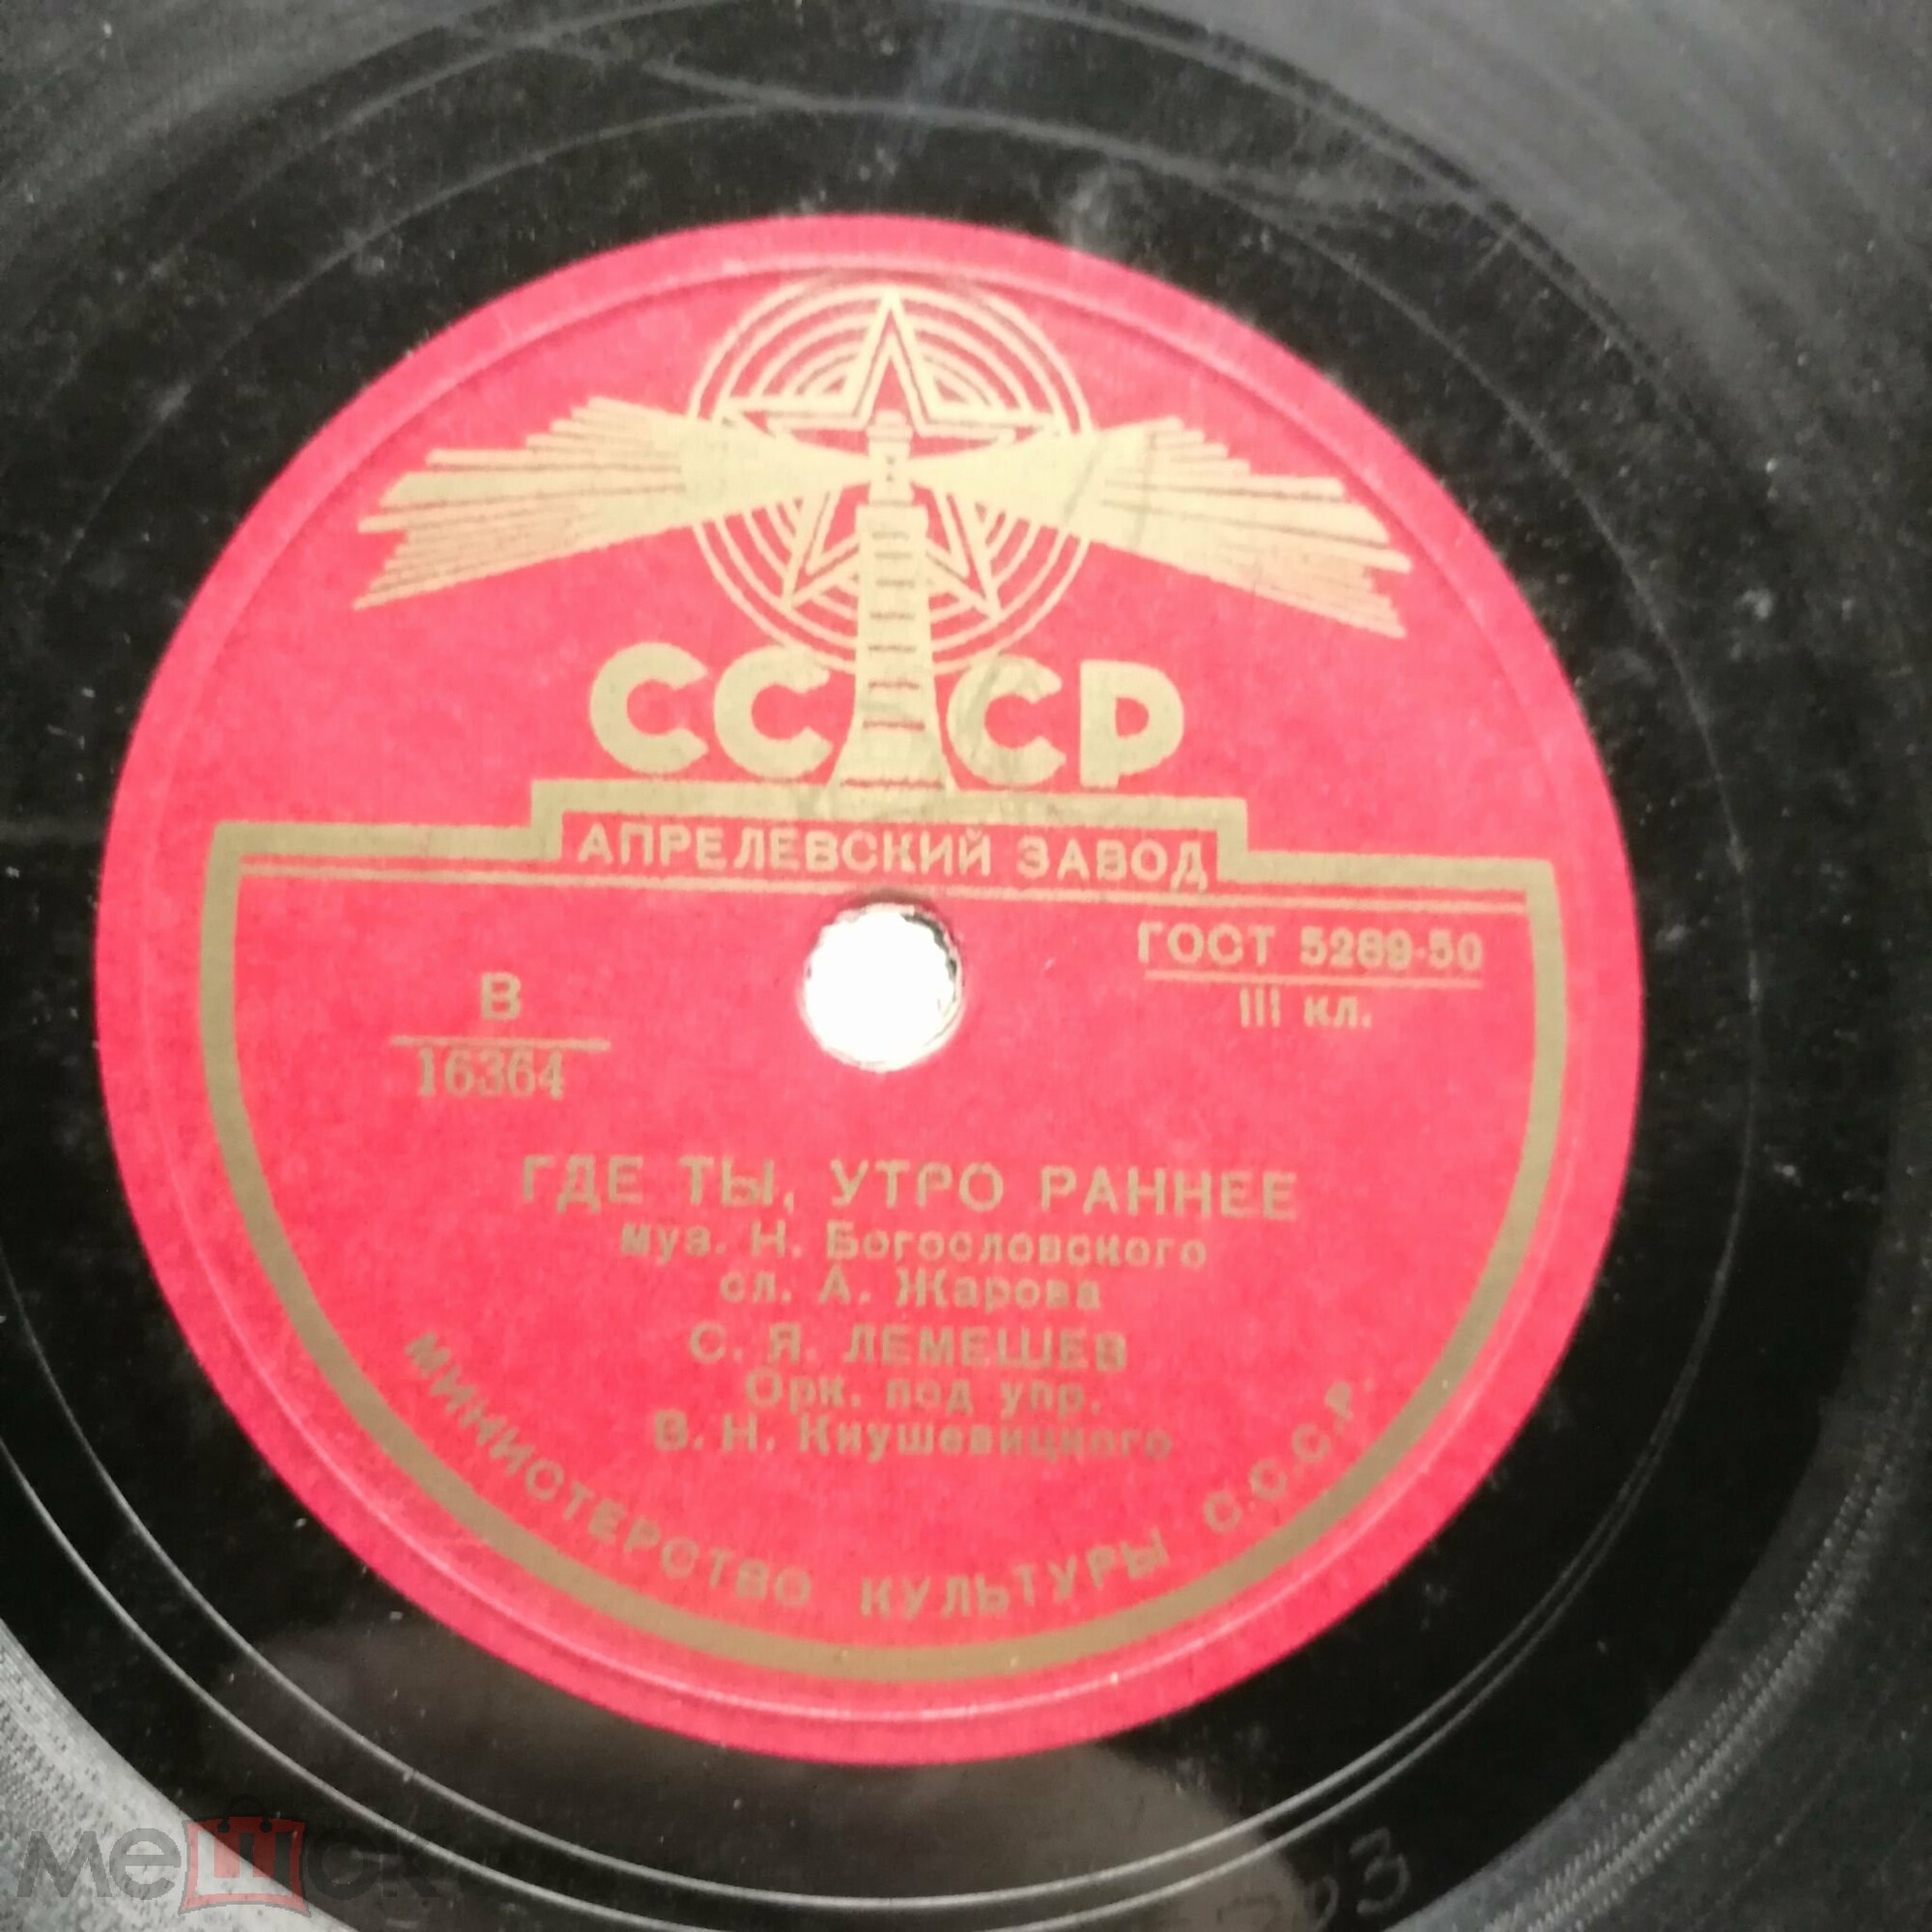 СССР
АПРЕЛЕВСКИЙ ЗАВОД
ГОСТ 5289-50
III кл.
В
16364
ГДЕ ТЫ, УТРО РАННЕЕ
муз. Н. Богословского
сл. А. Жарова
С. Я. ЛЕМЕШЕВ
Орк. под упр.
В. Н. Кнушевицкого
МИНИСТЕРСТВО КУЛЬТУРЫ С.С.С.Р.
мешок